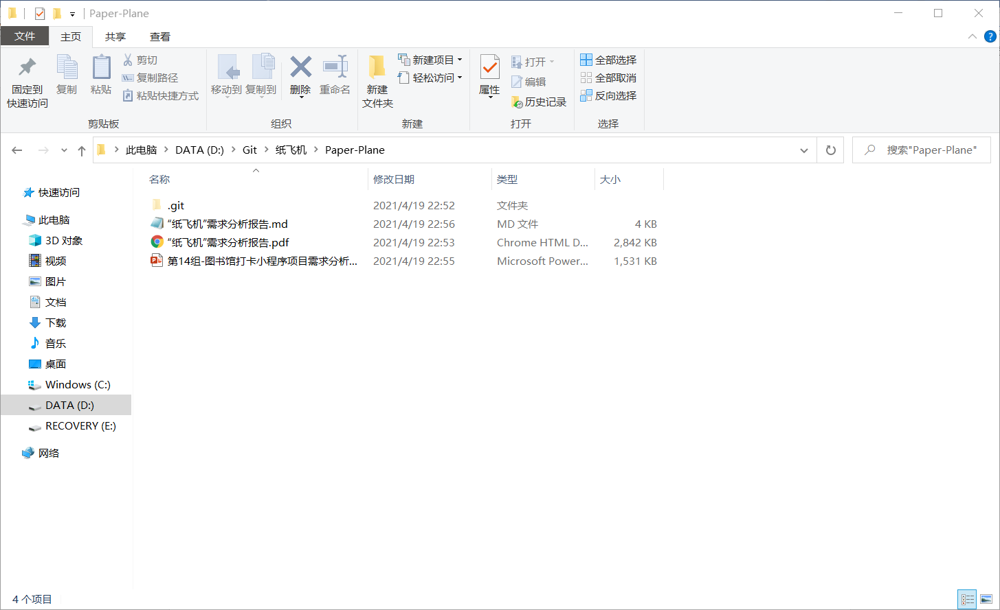 Paper-Plane
文件 主页 共享 查看
固定到
快速访问
复制
粘贴
剪切
复制路径
粘贴快捷方式
剪贴板
移动到
复制到
删除
重命名
组织
新建
文件夹
新建项目
轻松访问
新建
属性
打开
编辑
历史记录
打开
全部选择
全部取消
反向选择
选择
此电脑 DATA (D:) Git 纸飞机 Paper-Plane
搜索"Paper-Plane"
快速访问
此电脑
3D 对象
视频
图片
文档
下载
音乐
桌面
Windows (C:)
DATA (D:)
RECOVERY (E:)
网络
名称 修改日期 类型 大小
.git 2021/4/19 22:52 文件夹
“纸飞机”需求分析报告.md 2021/4/19 22:56 MD 文件 4 KB
“纸飞机”需求分析报告.pdf 2021/4/19 22:53 Chrome HTML D... 2,842 KB
第14组-图书馆打卡小程序项目需求分析... 2021/4/19 22:55 Microsoft Power... 1,531 KB
4 个项目